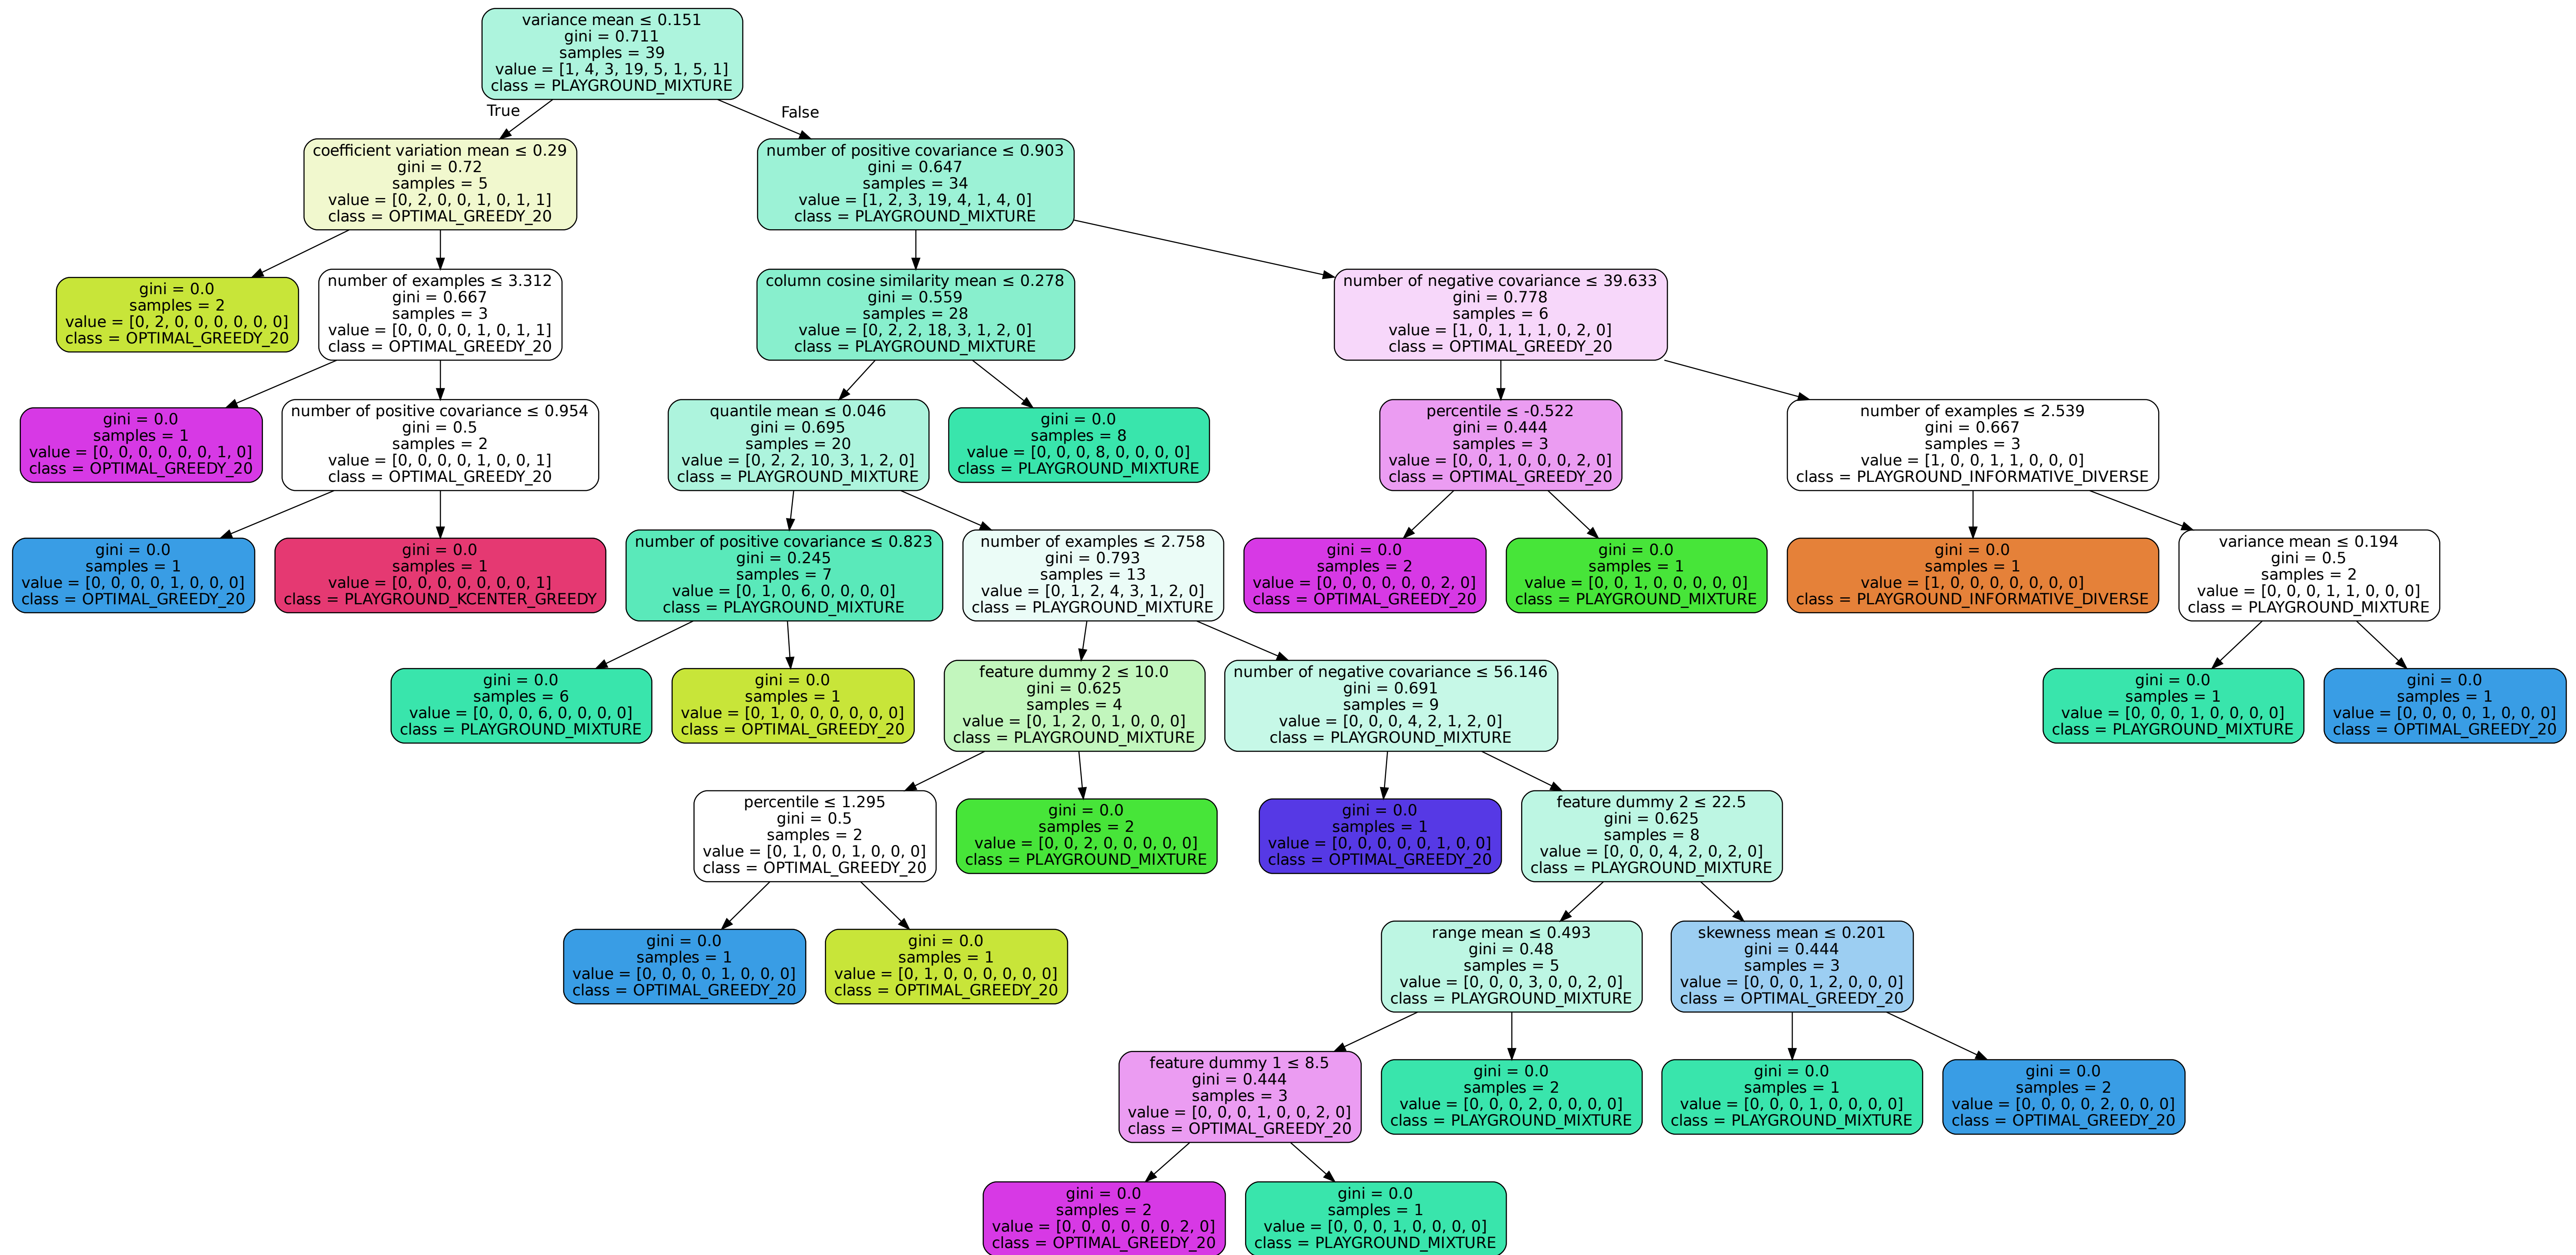 variance mean ≤ 0.151
gini = 0.711
samples = 39
value = [1, 4, 3, 19, 5, 1, 5, 1]
class = PLAYGROUND_MIXTURE
True
False
coefficient variation mean ≤ 0.29
gini = 0.72
samples = 5
value = [0, 2, 0, 0, 1, 0, 1, 1]
class = OPTIMAL_GREEDY_20
number of positive covariance ≤ 0.903
gini = 0.647
samples = 34
value = [1, 2, 3, 19, 4, 1, 4, 0]
class = PLAYGROUND_MIXTURE
gini = 0.0
samples = 2
value = [0, 2, 0, 0, 0, 0, 0, 0]
class = OPTIMAL_GREEDY_20
number of examples ≤ 3.312
gini = 0.667
samples = 3
value = [0, 0, 0, 0, 1, 0, 1, 1]
class = OPTIMAL_GREEDY_20
column cosine similarity mean ≤ 0.278
gini = 0.559
samples = 28
value = [0, 2, 2, 18, 3, 1, 2, 0]
class = PLAYGROUND_MIXTURE
number of negative covariance ≤ 39.633
gini = 0.778
samples = 6
value = [1, 0, 1, 1, 1, 0, 2, 0]
class = OPTIMAL_GREEDY_20
gini = 0.0
samples = 1
value = [0, 0, 0, 0, 0, 0, 1, 0]
class = OPTIMAL_GREEDY_20
number of positive covariance ≤ 0.954
gini = 0.5
samples = 2
value = [0, 0, 0, 0, 1, 0, 0, 1]
class = OPTIMAL_GREEDY_20
quantile mean ≤ 0.046
gini = 0.695
samples = 20
value = [0, 2, 2, 10, 3, 1, 2, 0]
class = PLAYGROUND_MIXTURE
gini = 0.0
samples = 8
value = [0, 0, 0, 8, 0, 0, 0, 0]
class = PLAYGROUND_MIXTURE
percentile ≤ -0.522
gini = 0.444
samples = 3
value = [0, 0, 1, 0, 0, 0, 2, 0]
class = OPTIMAL_GREEDY_20
number of examples ≤ 2.539
gini = 0.667
samples = 3
value = [1, 0, 0, 1, 1, 0, 0, 0]
class = PLAYGROUND_INFORMATIVE_DIVERSE
gini = 0.0
samples = 1
value = [0, 0, 0, 0, 1, 0, 0, 0]
class = OPTIMAL_GREEDY_20
gini = 0.0
samples = 1
value = [0, 0, 0, 0, 0, 0, 0, 1]
class = PLAYGROUND_KCENTER_GREEDY
number of positive covariance ≤ 0.823
gini = 0.245
samples = 7
value = [0, 1, 0, 6, 0, 0, 0, 0]
class = PLAYGROUND_MIXTURE
number of examples ≤ 2.758
gini = 0.793
samples = 13
value = [0, 1, 2, 4, 3, 1, 2, 0]
class = PLAYGROUND_MIXTURE
gini = 0.0
samples = 2
value = [0, 0, 0, 0, 0, 0, 2, 0]
class = OPTIMAL_GREEDY_20
gini = 0.0
samples = 1
value = [0, 0, 1, 0, 0, 0, 0, 0]
class = PLAYGROUND_MIXTURE
gini = 0.0
samples = 1
value = [1, 0, 0, 0, 0, 0, 0, 0]
class = PLAYGROUND_INFORMATIVE_DIVERSE
variance mean ≤ 0.194
gini = 0.5
samples = 2
value = [0, 0, 0, 1, 1, 0, 0, 0]
class = PLAYGROUND_MIXTURE
gini = 0.0
samples = 6
value = [0, 0, 0, 6, 0, 0, 0, 0]
class = PLAYGROUND_MIXTURE
gini = 0.0
samples = 1
value = [0, 1, 0, 0, 0, 0, 0, 0]
class = OPTIMAL_GREEDY_20
feature dummy 2 ≤ 10.0
gini = 0.625
samples = 4
value = [0, 1, 2, 0, 1, 0, 0, 0]
class = PLAYGROUND_MIXTURE
number of negative covariance ≤ 56.146
gini = 0.691
samples = 9
value = [0, 0, 0, 4, 2, 1, 2, 0]
class = PLAYGROUND_MIXTURE
gini = 0.0
samples = 1
value = [0, 0, 0, 1, 0, 0, 0, 0]
class = PLAYGROUND_MIXTURE
gini = 0.0
samples = 1
value = [0, 0, 0, 0, 1, 0, 0, 0]
class = OPTIMAL_GREEDY_20
percentile ≤ 1.295
gini = 0.5
samples = 2
value = [0, 1, 0, 0, 1, 0, 0, 0]
class = OPTIMAL_GREEDY_20
gini = 0.0
samples = 2
value = [0, 0, 2, 0, 0, 0, 0, 0]
class = PLAYGROUND_MIXTURE
gini = 0.0
samples = 1
value = [0, 0, 0, 0, 0, 1, 0, 0]
class = OPTIMAL_GREEDY_20
feature dummy 2 ≤ 22.5
gini = 0.625
samples = 8
value = [0, 0, 0, 4, 2, 0, 2, 0]
class = PLAYGROUND_MIXTURE
gini = 0.0
samples = 1
value = [0, 0, 0, 0, 1, 0, 0, 0]
class = OPTIMAL_GREEDY_20
gini = 0.0
samples = 1
value = [0, 1, 0, 0, 0, 0, 0, 0]
class = OPTIMAL_GREEDY_20
range mean ≤ 0.493
gini = 0.48
samples = 5
value = [0, 0, 0, 3, 0, 0, 2, 0]
class = PLAYGROUND_MIXTURE
skewness mean ≤ 0.201
gini = 0.444
samples = 3
value = [0, 0, 0, 1, 2, 0, 0, 0]
class = OPTIMAL_GREEDY_20
feature dummy 1 ≤ 8.5
gini = 0.444
samples = 3
value = [0, 0, 0, 1, 0, 0, 2, 0]
class = OPTIMAL_GREEDY_20
gini = 0.0
samples = 2
value = [0, 0, 0, 2, 0, 0, 0, 0]
class = PLAYGROUND_MIXTURE
gini = 0.0
samples = 1
value = [0, 0, 0, 1, 0, 0, 0, 0]
class = PLAYGROUND_MIXTURE
gini = 0.0
samples = 2
value = [0, 0, 0, 0, 2, 0, 0, 0]
class = OPTIMAL_GREEDY_20
gini = 0.0
samples = 2
value = [0, 0, 0, 0, 0, 0, 2, 0]
class = OPTIMAL_GREEDY_20
gini = 0.0
samples = 1
value = [0, 0, 0, 1, 0, 0, 0, 0]
class = PLAYGROUND_MIXTURE